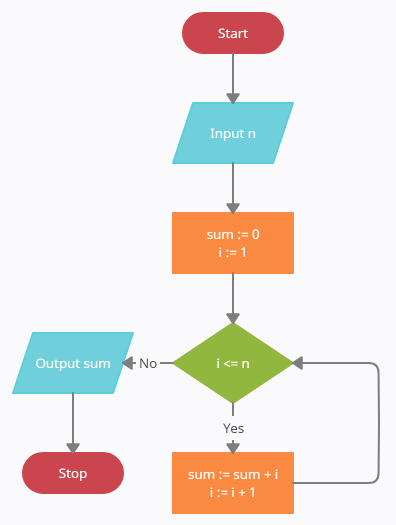 Start
Input n
sum := 0
i := 1
i <= n
No
Output sum
Yes
Stop
sum := sum + i
i := i + 1